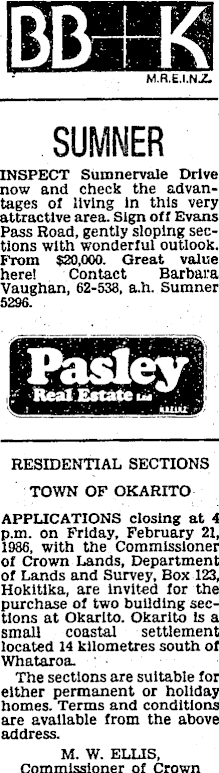 BB+K
M.R.E.I.N.Z.
SUMNER
INSPECT Sumnervale Drive
now and check the advan-
tages of living in this very
attractive area. Sign off Evans
Pass Road, gently sloping sec-
tions with wonderful outlook.
From $20,000. Great value
here! Contact Barbara
Vaughan, 62-538, a.h. Sumner
5296.
Pasley
Real Estate Ltd
M.R.E.I.N.Z.
RESIDENTIAL SECTIONS
TOWN OF OKARITO
APPLICATIONS closing at 4
p.m. on Friday, February 21,
1986, with the Commissioner
of Crown Lands, Department
of Lands and Survey, Box 123,
Hokitika, are invited for the
purchase of two building sec-
tions at Okarito. Okarito is a
small coastal settlement
located 14 kilometres south of
Whataroa.
The sections are suitable for
either permanent or holiday
homes. Terms and conditions
are available from the above
address.
M. W. ELLIS,
Commissioner of Crown